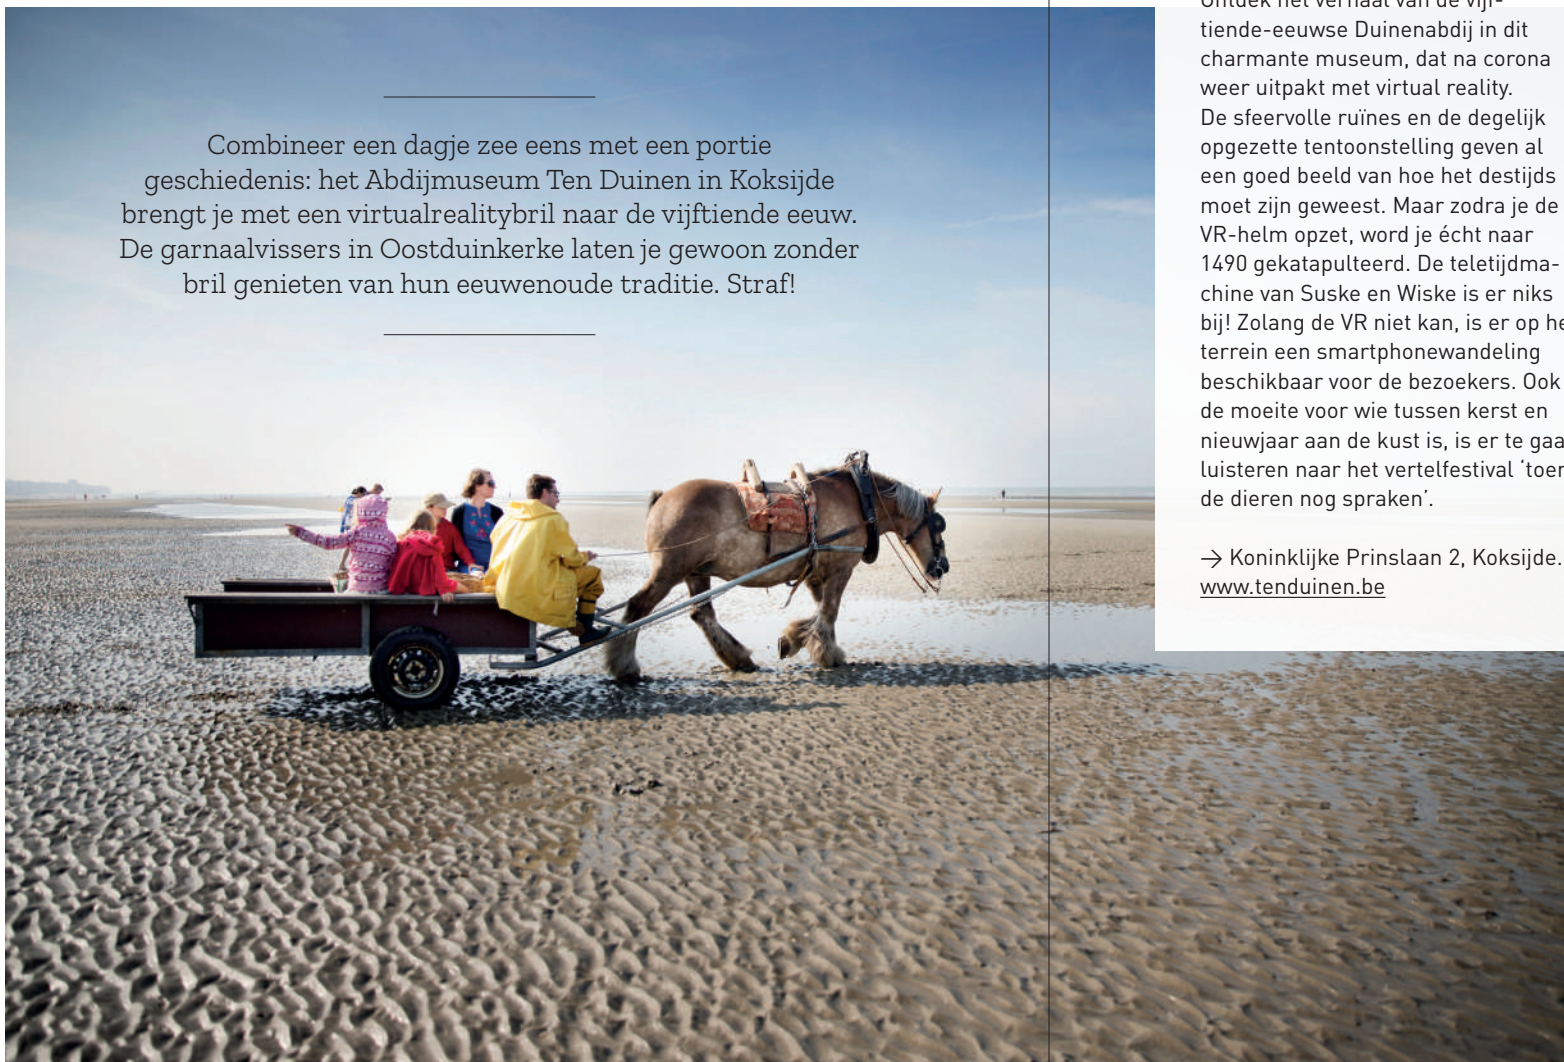 Combineer een dagje zee eens met een portie
geschiedenis: het Abdijmuseum Ten Duinen in Koksijde
brengt je met een virtualrealitybril naar de vijftiende eeuw.
De garnaalvissers in Oostduinkerke laten je gewoon zonder
bril genieten van hun eeuwenoude traditie. Straf!
Ontdek het verhaal van de vijf-
tiende-eeuwse Duinenabdij in dit
charmante museum, dat na corona
weer uitpakt met virtual reality.
De sfeervolle ruïnes en de degelijk
opgezette tentoonstelling geven al
een goed beeld van hoe het destijds
moet zijn geweest. Maar zodra je de
VR-helm opzet, word je écht naar
1490 gekatapulteerd. De teletijdma-
chine van Suske en Wiske is er niks
bij! Zolang de VR niet kan, is er op
terrein een smartphonewandeling
beschikbaar voor de bezoekers. Ook
de moeite voor wie tussen kerst en
nieuwjaar aan de kust is, is er te
luisteren naar het vertelfestival ‘toen
de dieren nog spraken’.
→ Koninklijke Prinslaan 2, Koksijde.
www.tenduinen.be